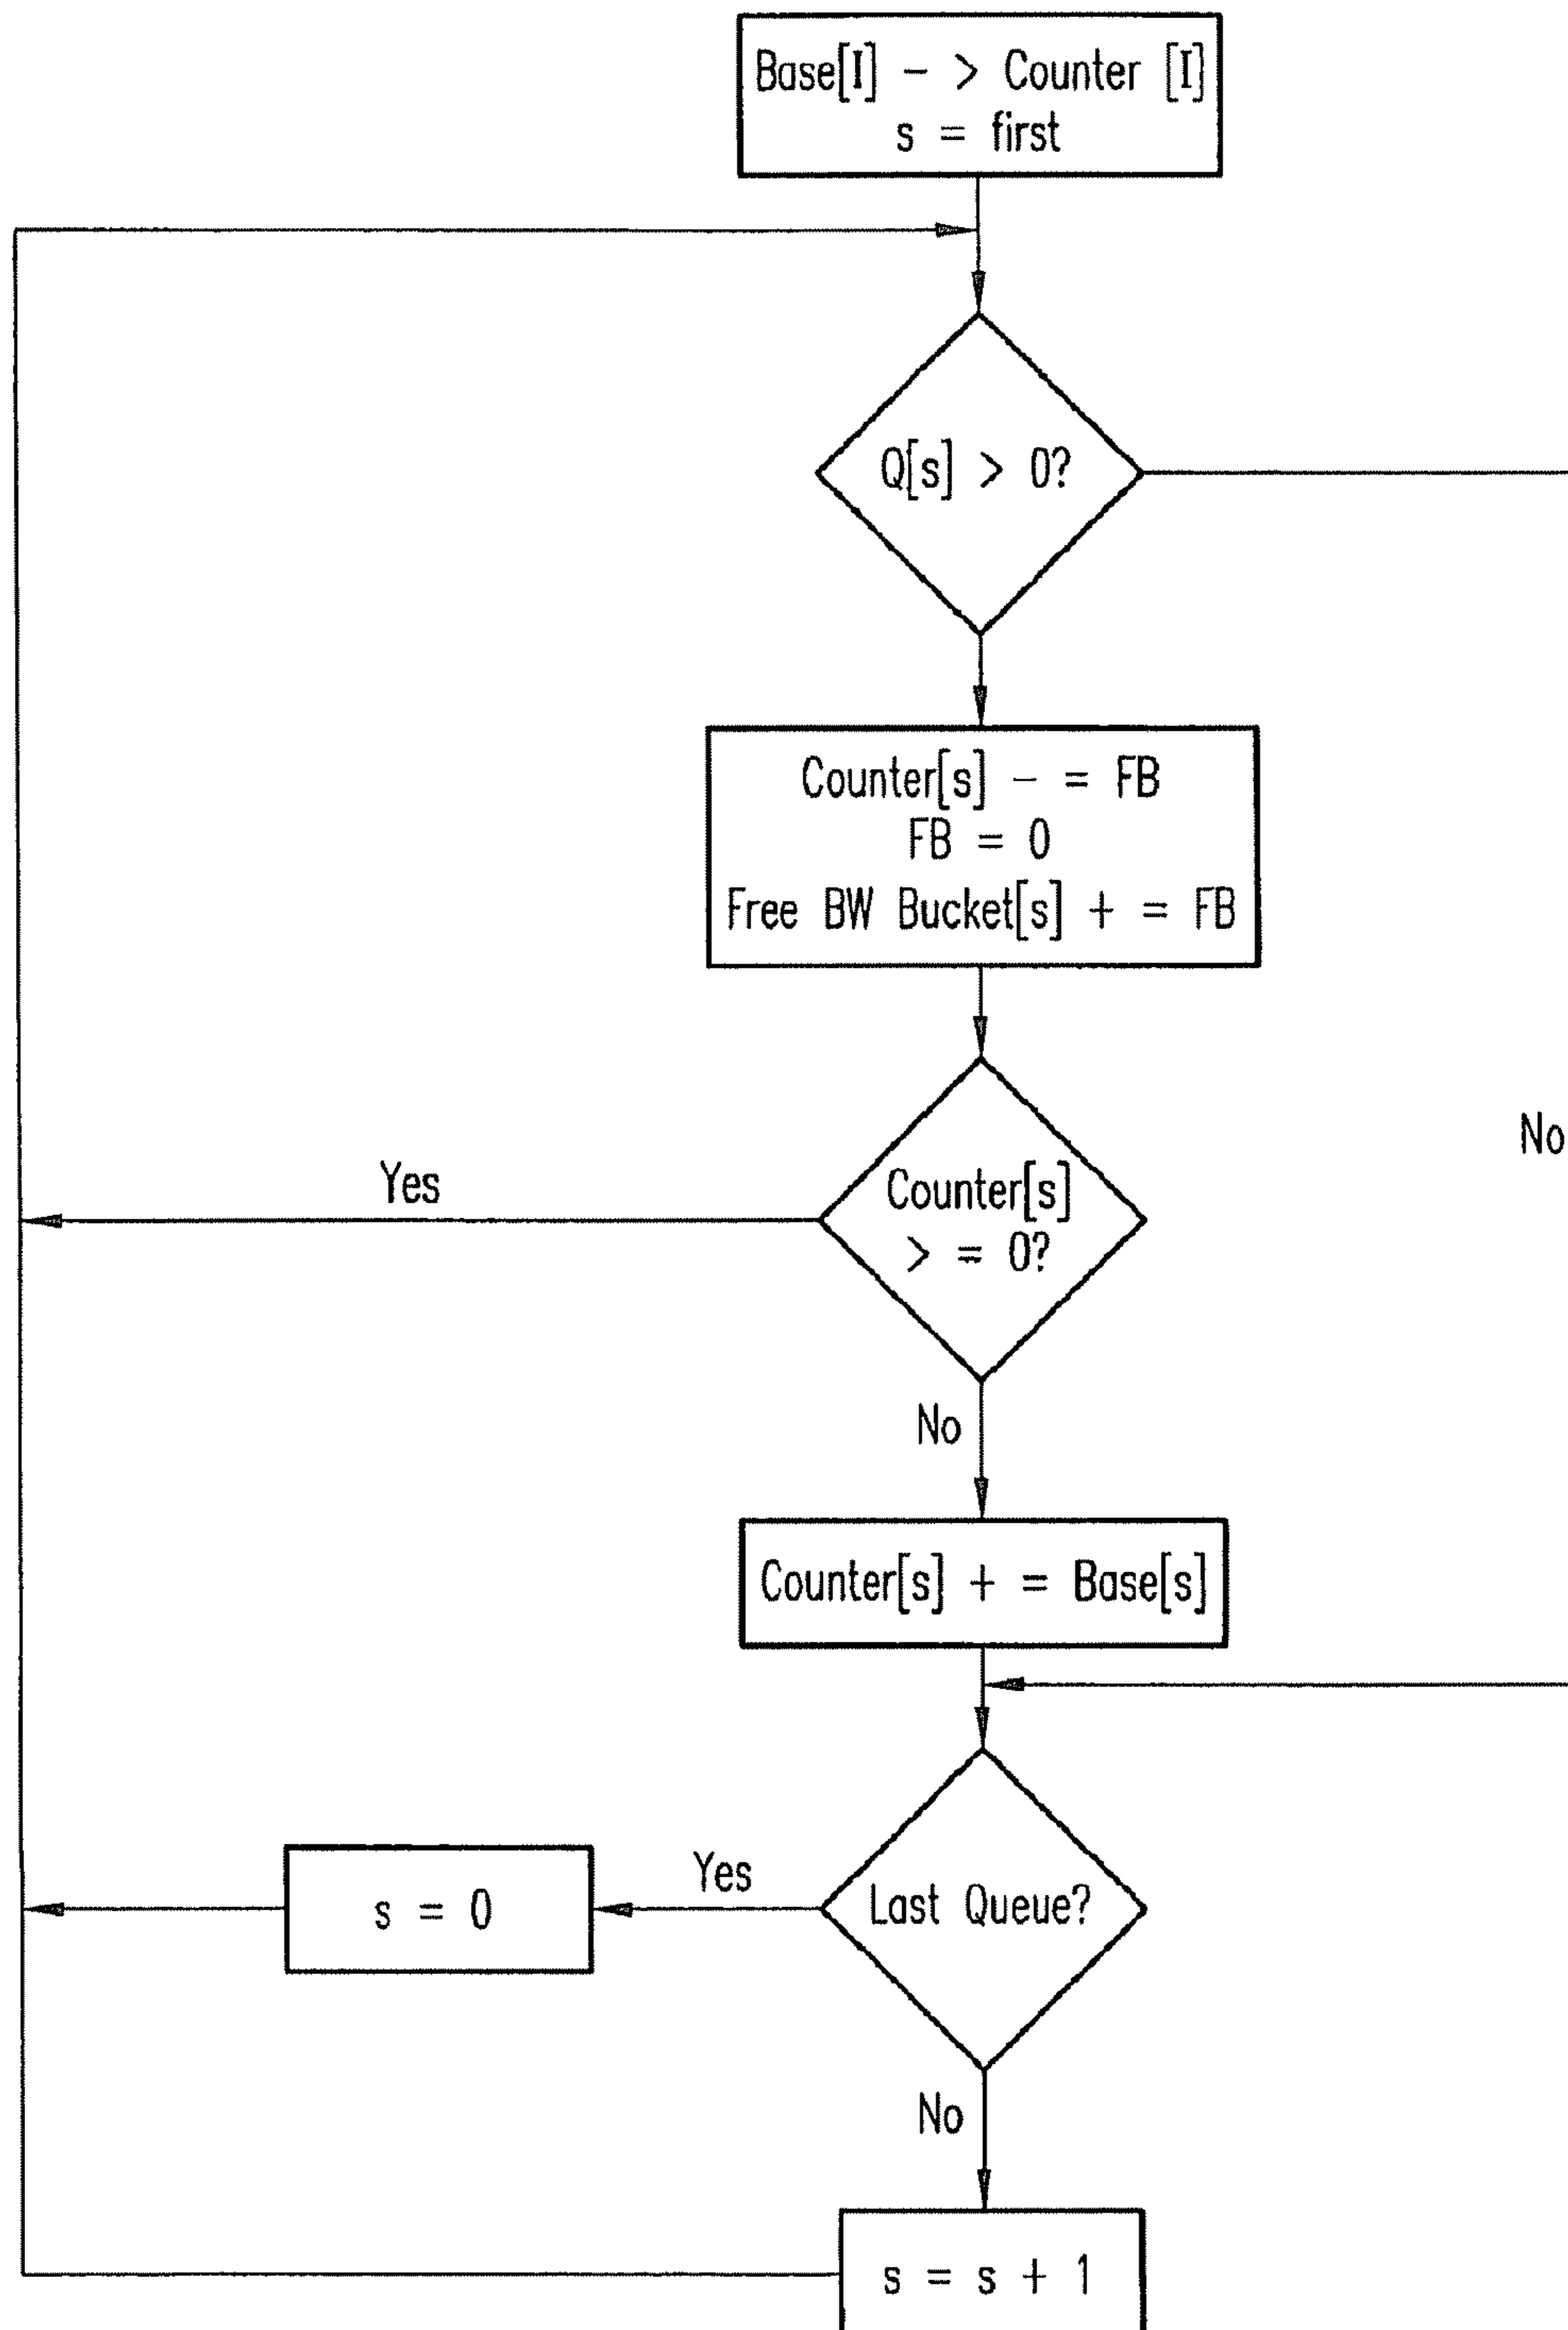 Base[I] - > Counter [I]
s = first
Q[s] > 0?
Counter[s] - = FB
FB = 0
Free BW Bucket[s] + = FB
No
Yes
Counter[s]
> = 0?
No
Counter[s] + = Base[s]
Yes
s = 0
Last Queue?
No
s = s + 1